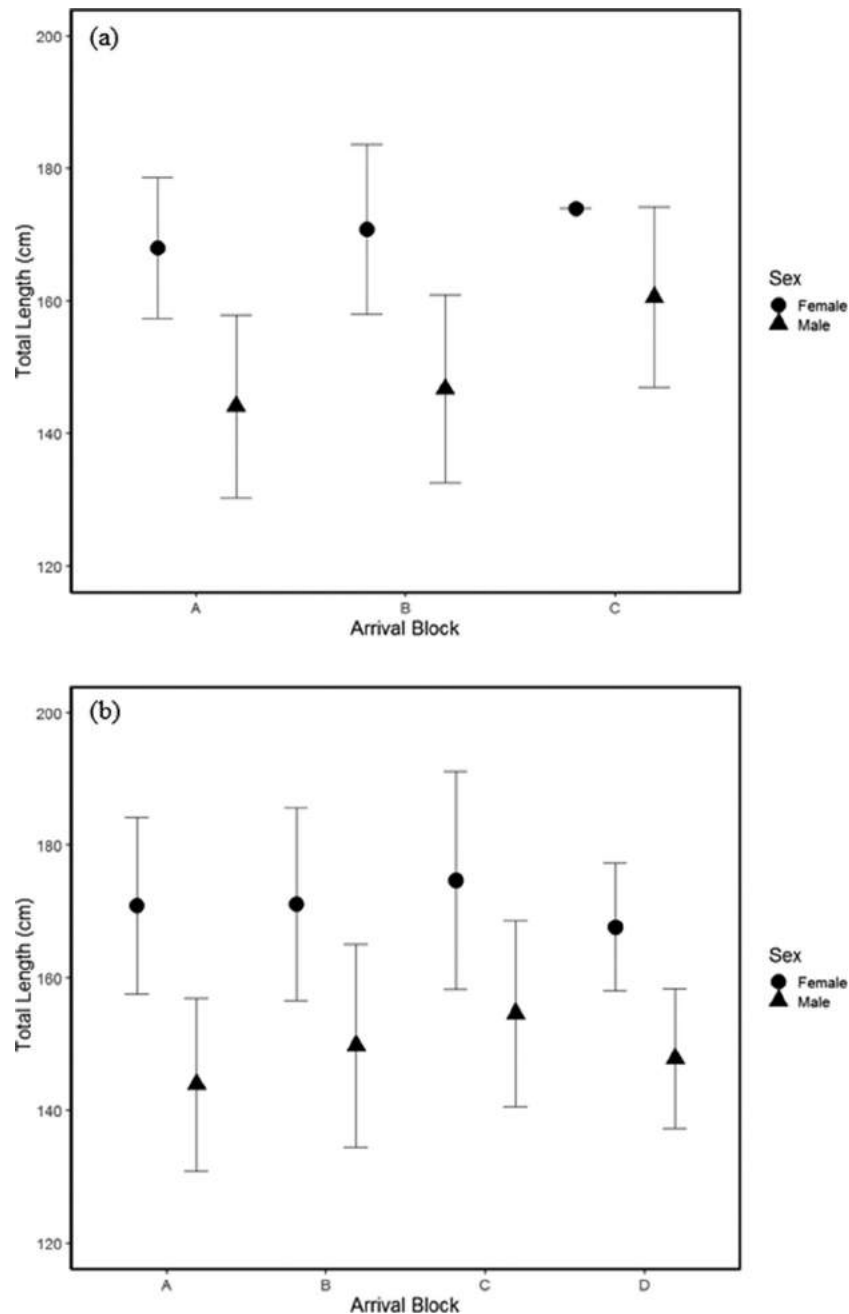 (a)
200
180
160
140
120
Total Length (cm)
A B C
Arrival Block
Sex
Female
Male
(b)
200
180
160
140
120
Total Length (cm)
A B C D
Arrival Block
Sex
Female
Male